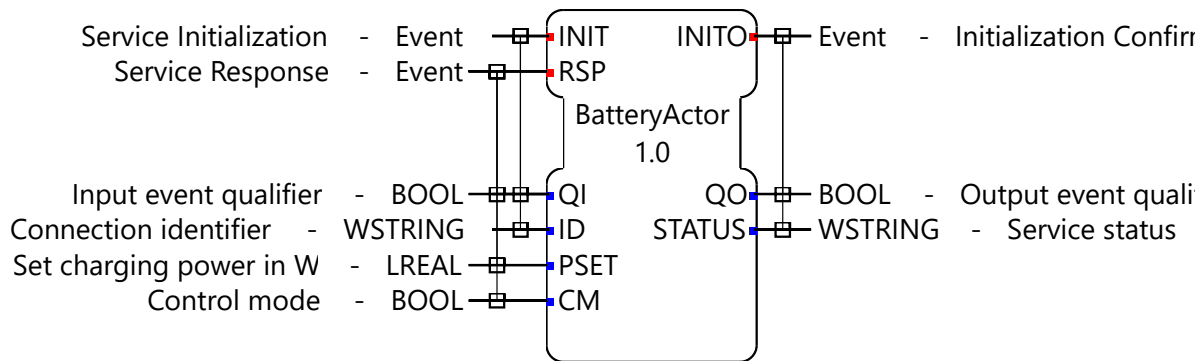 Service Initialization - Event INIT INITO Event - Initialization Confirm
Service Response - Event RSP
BatteryActor
1.0
Input event qualifier - BOOL QI QO BOOL - Output event qualif
Connection identifier - WSTRING ID STATUS WSTRING - Service status
Set charging power in W - LREAL PSET
Control mode - BOOL CM